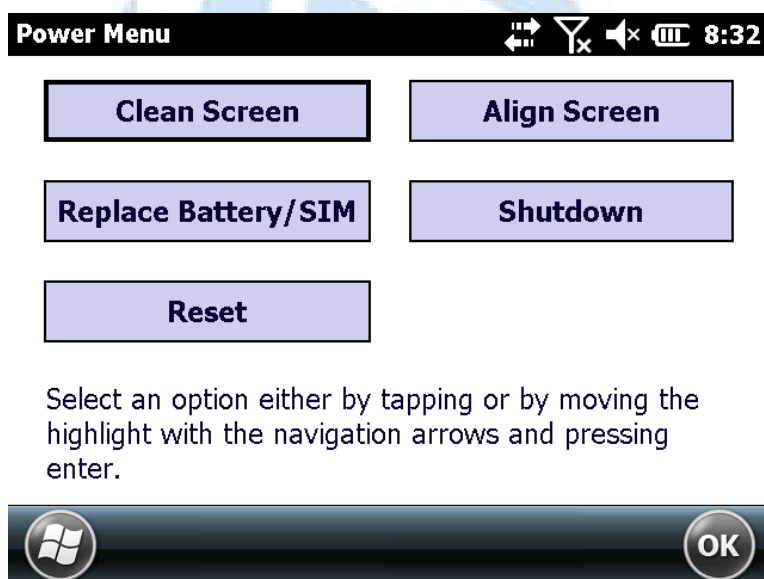 Power Menu 8:32
Clean Screen Align Screen
Replace Battery/SIM Shutdown
Reset
Select an option either by tapping or by moving the
highlight with the navigation arrows and pressing
enter.
OK